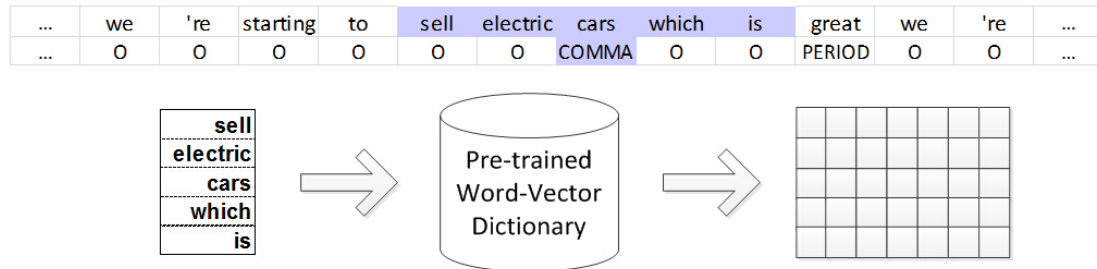 ... we 're starting to sell electric cars which is great we 're ...
... O O O O O O COMMA O O PERIOD O O ...
sell
electric
cars
which
is
Pre-trained
Word-Vector
Dictionary